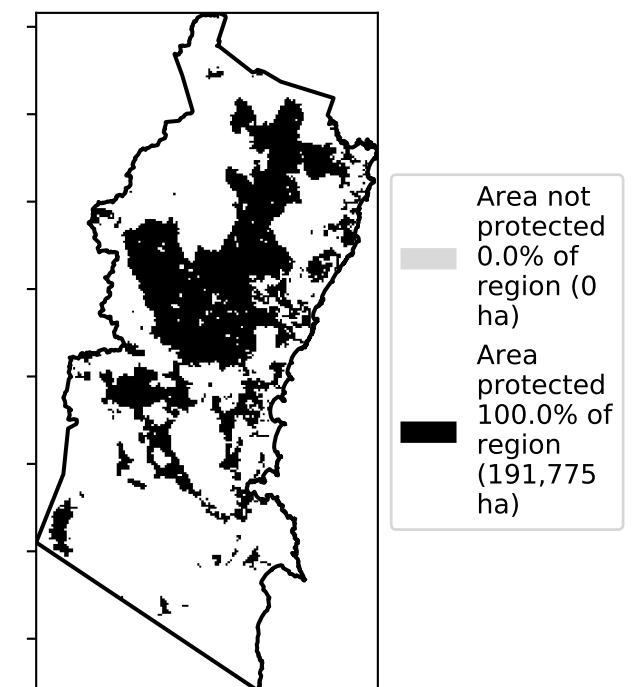 Area not
protected
0.0% of
region (0
ha)
Area
protected
100.0% of
region
(191,775
ha)